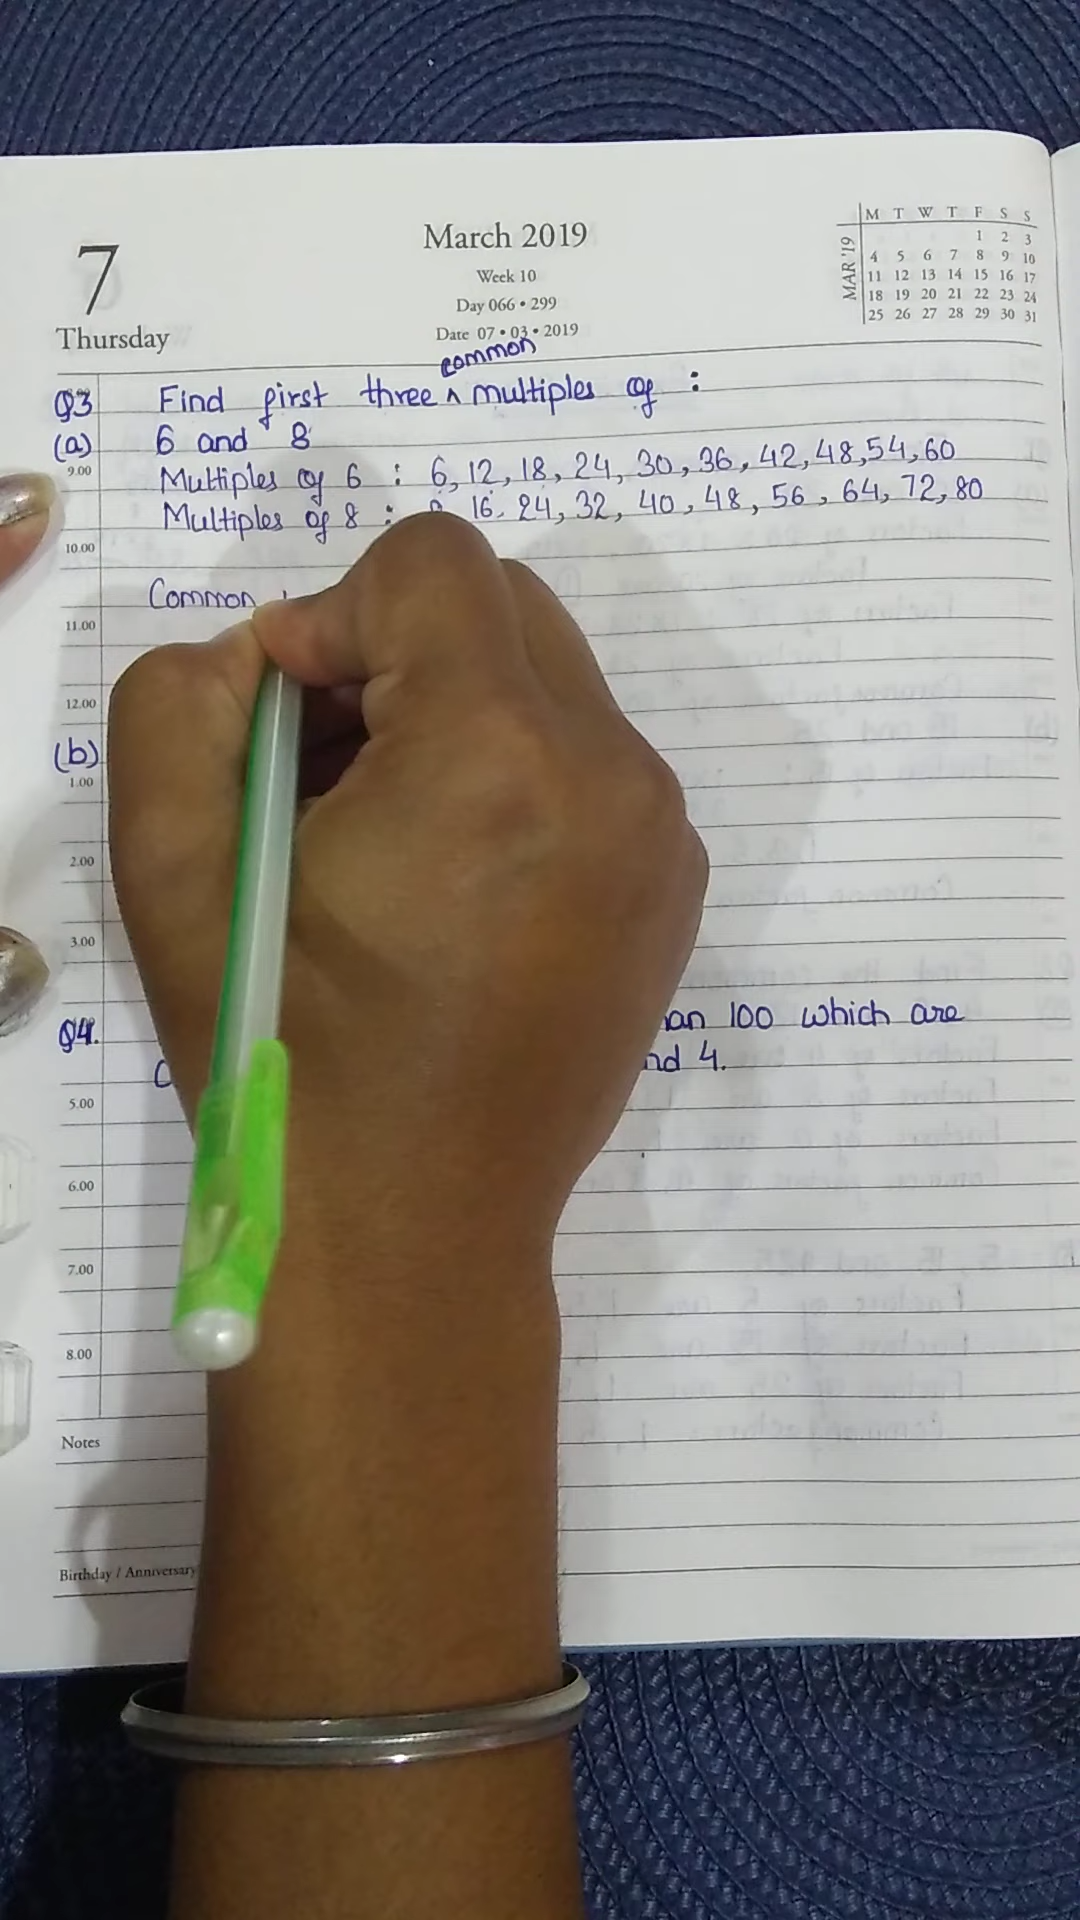 7
Thursday
March 2019
Week 10
Day 066 • 299
Date 07 • 03 • 2019
MAR '19
M T W T F S S
1 2 3
4 5 6 7 8 9 10
11 12 13 14 15 16 17
18 19 20 21 22 23 24
25 26 27 28 29 30 31
common
Q3 Find first three ^ multiples of :
(a) 6 and 8
9.00
Multiples of 6 : 6, 12, 18, 24, 30, 36, 42, 48, 54, 60
Multiples of 8 : 16, 24, 32, 40, 48, 56, 64, 72, 80
10.00
Common
11.00
12.00
(b)
1.00
2.00
3.00
Q4. 100 which are
4.
5.00
6.00
7.00
8.00
Notes
Birthday / Anniversary